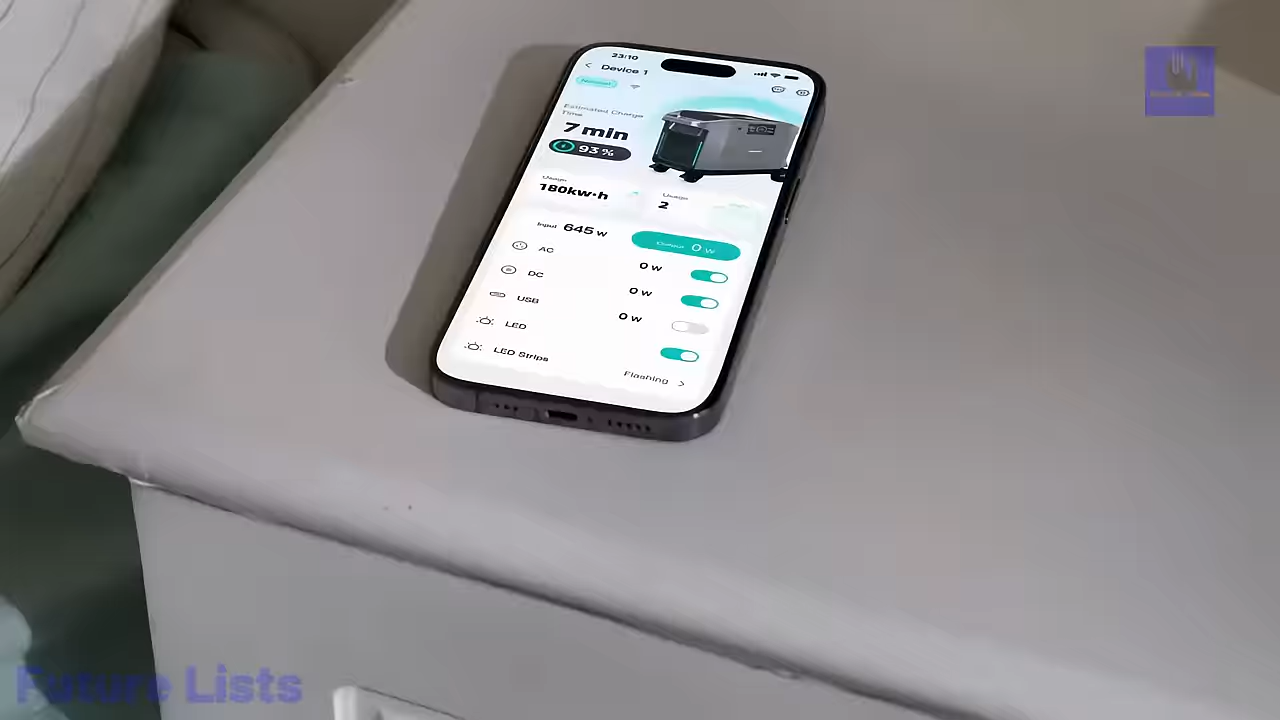 23:10
Device 1
Estimated Charge
Time
7 min
93 %
Usage
180kw·h
Usage
2
Input 645 w
Output 0 w
AC
0 w
DC
0 w
USB
0 w
LED
LED Strips
Flashing
Future Lists